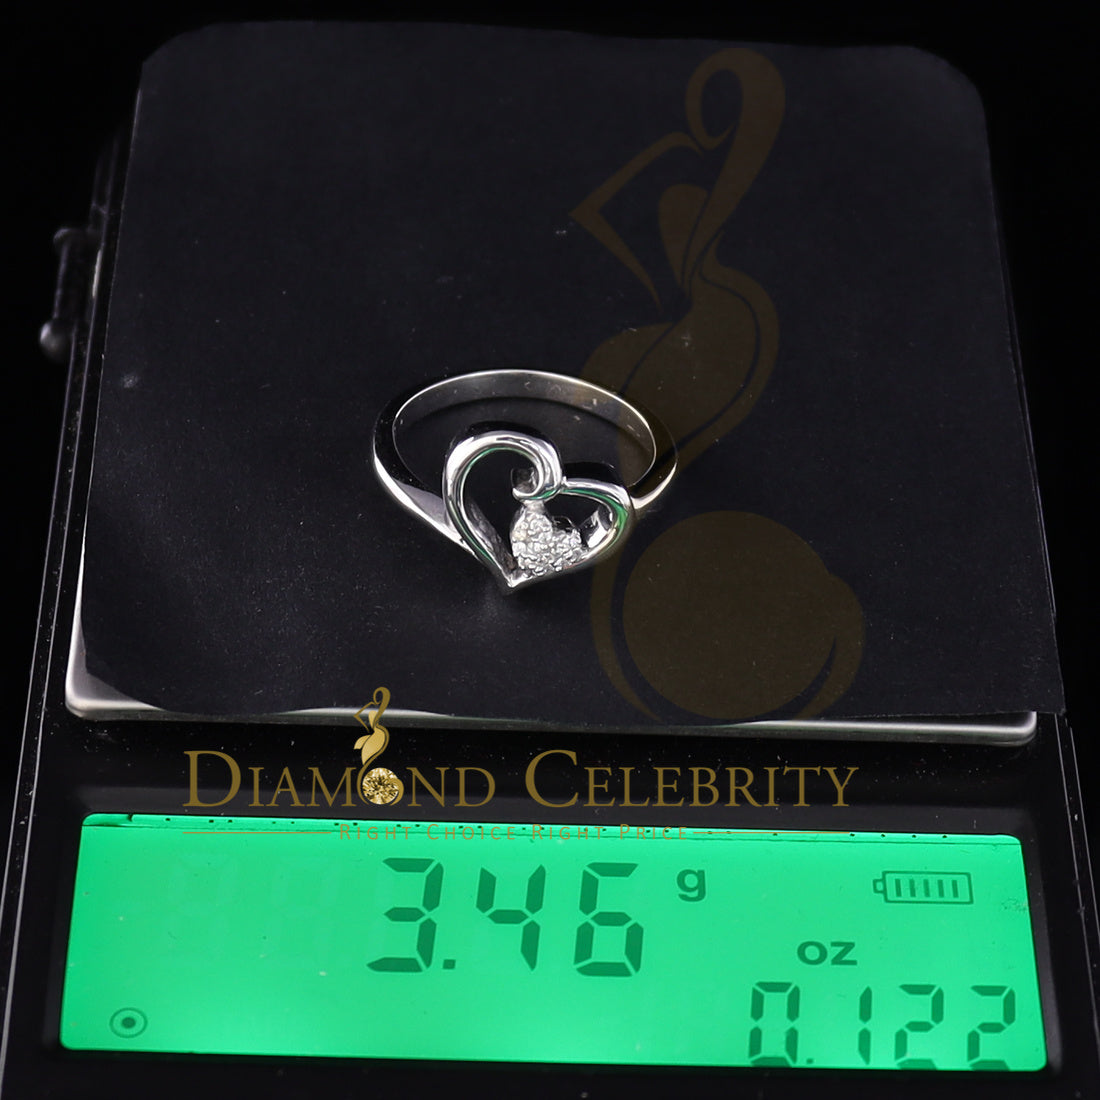 DIAMOND CELEBRITY
RIGHT CHOICE RIGHT PRICE
3.46 g
oz
0.122